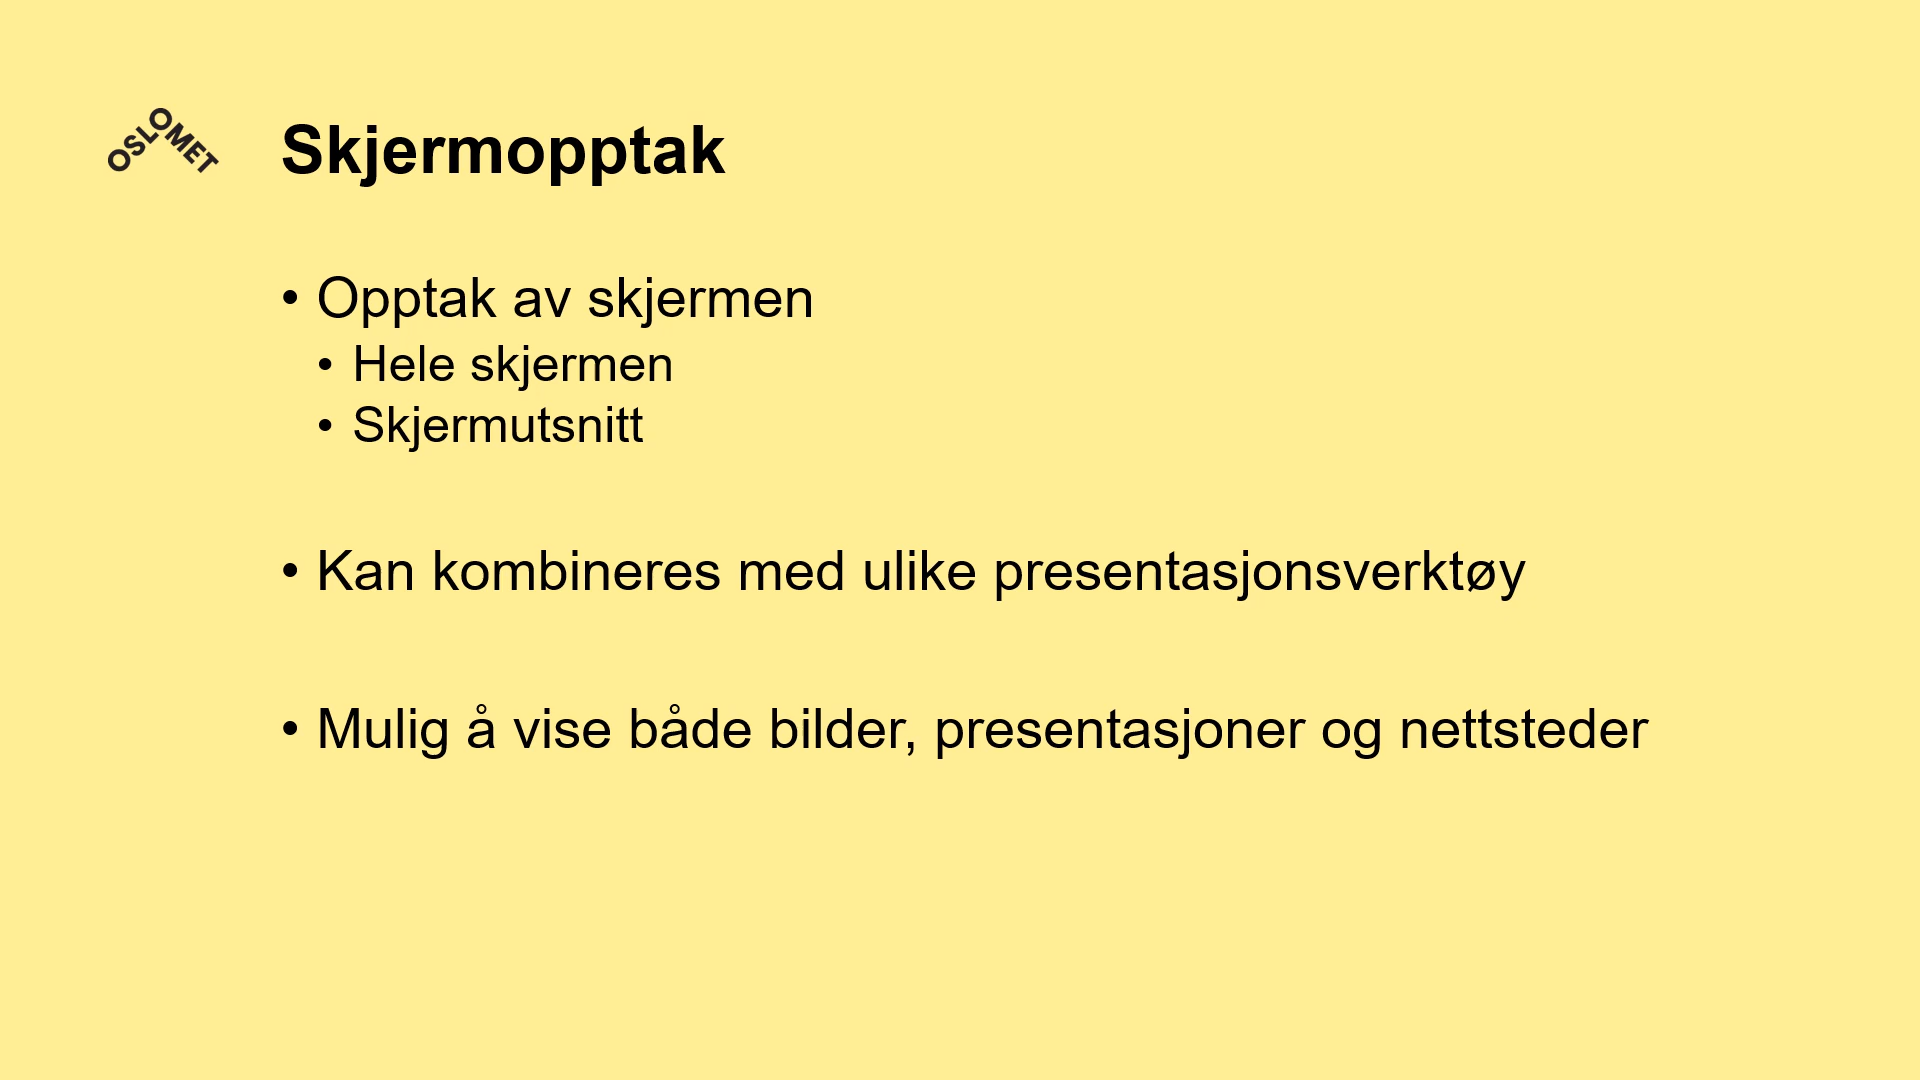 OSLOMET
Skjermopptak
• Opptak av skjermen
• Hele skjermen
• Skjermutsnitt
• Kan kombineres med ulike presentasjonsverktøy
• Mulig å vise både bilder, presentasjoner og nettsteder